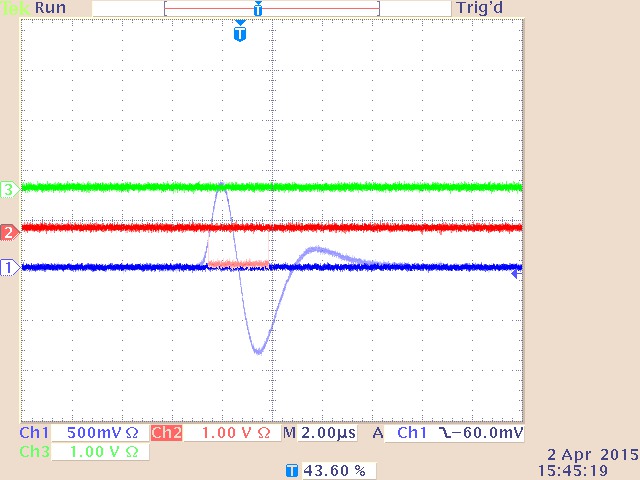 Tek Run Trig'd
T
T
3
2
1
Ch1 500mV Ω Ch2 1.00 V Ω M 2.00µs A Ch1 ⨽ −60.0mV
Ch3 1.00 V Ω
T 43.60 %
2 Apr 2015
15:45:19